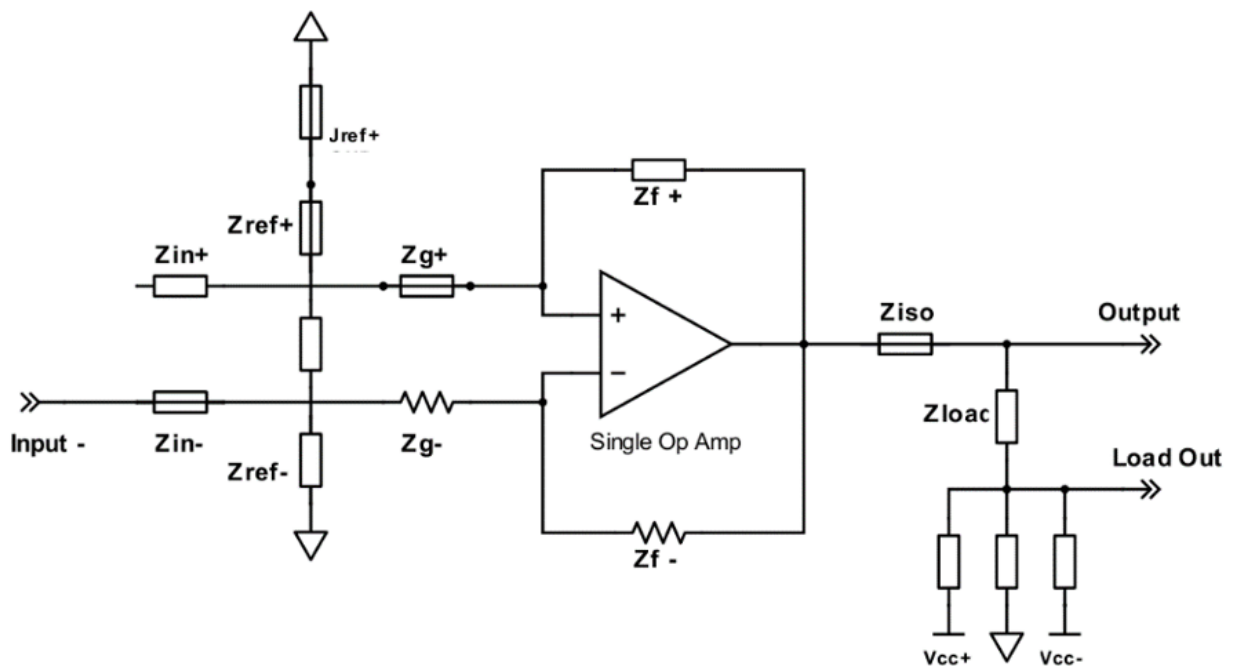 Jref+
Zf +
Zref+
Zin+
Zg+
+
Ziso
Output
−
Input -
Zin-
Zg-
Single Op Amp
Zload
Zref-
Load Out
Zf -
Vcc+
Vcc-